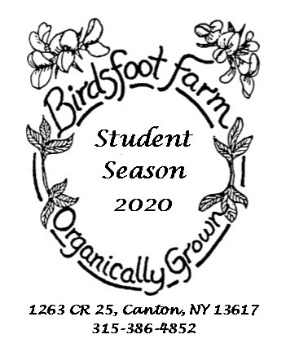 Birdsfoot Farm
Student
Season
2020
Organically Grown
1263 CR 25, Canton, NY 13617
315-386-4852